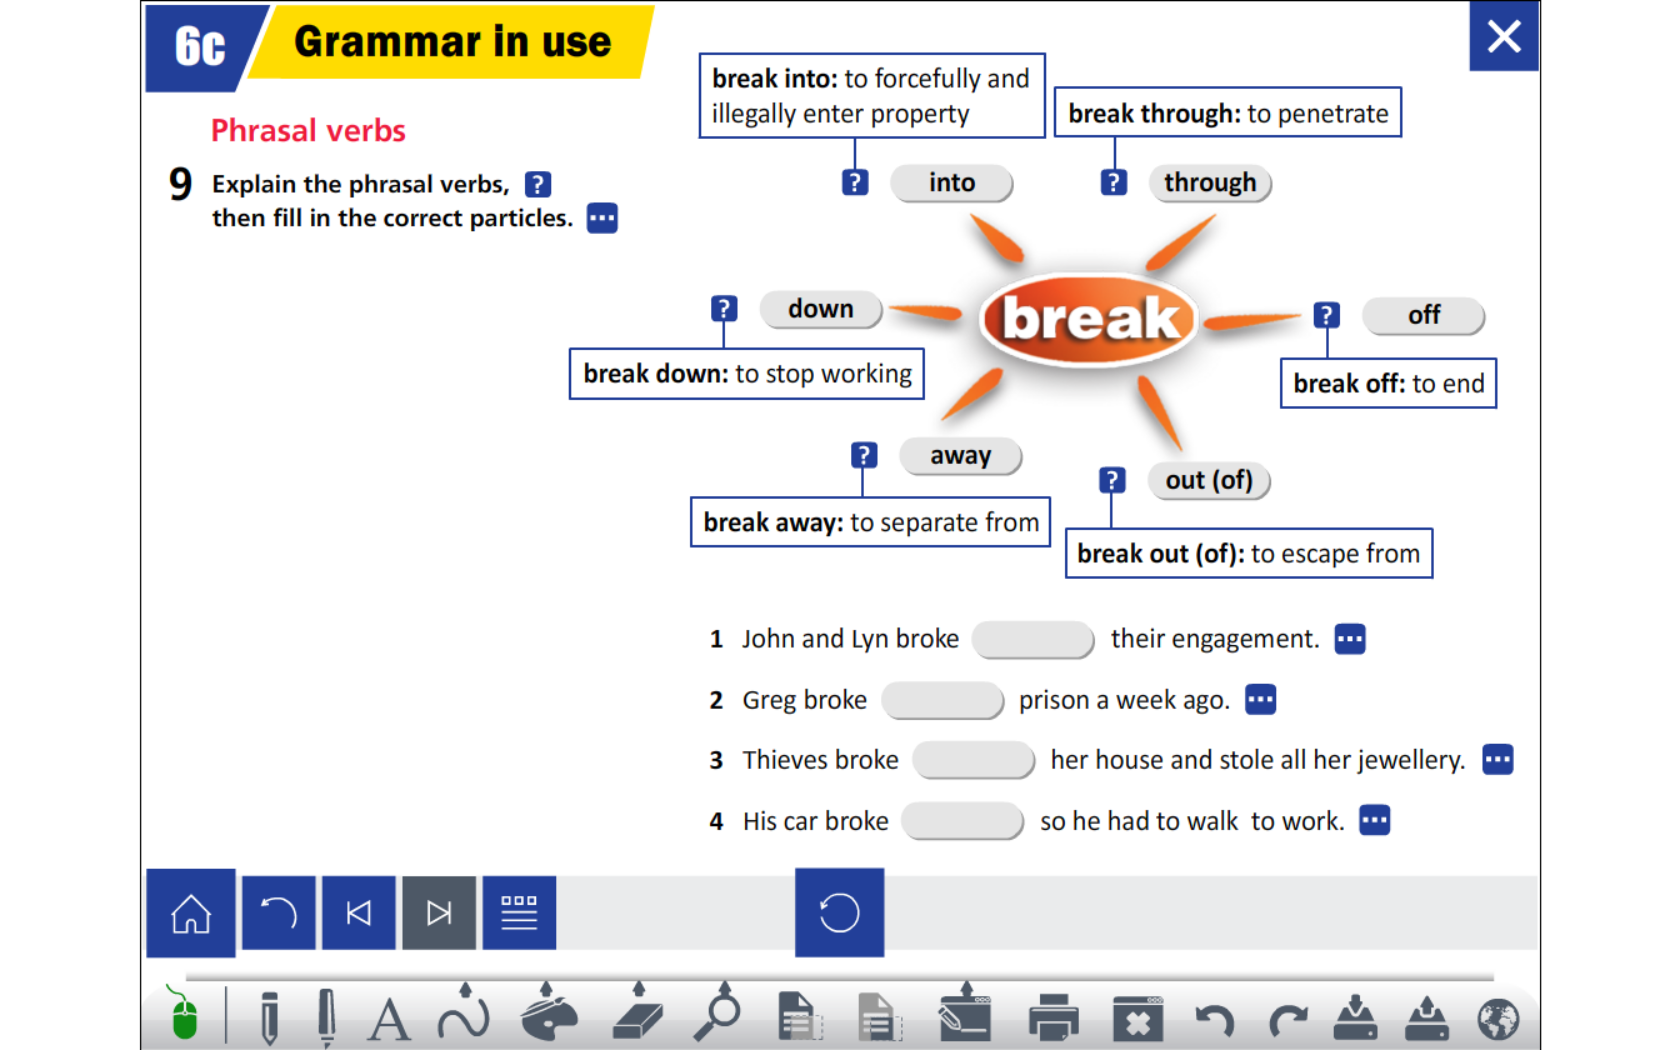 6c Grammar in use
Phrasal verbs
9 Explain the phrasal verbs, ?
then fill in the correct particles. ...
break into: to forcefully and
illegally enter property
break through: to penetrate
? into
? through
? down
break
? off
break down: to stop working
break off: to end
? away
? out (of)
break away: to separate from
break out (of): to escape from
1 John and Lyn broke their engagement. ...
2 Greg broke prison a week ago. ...
3 Thieves broke her house and stole all her jewellery. ...
4 His car broke so he had to walk to work. ...
A